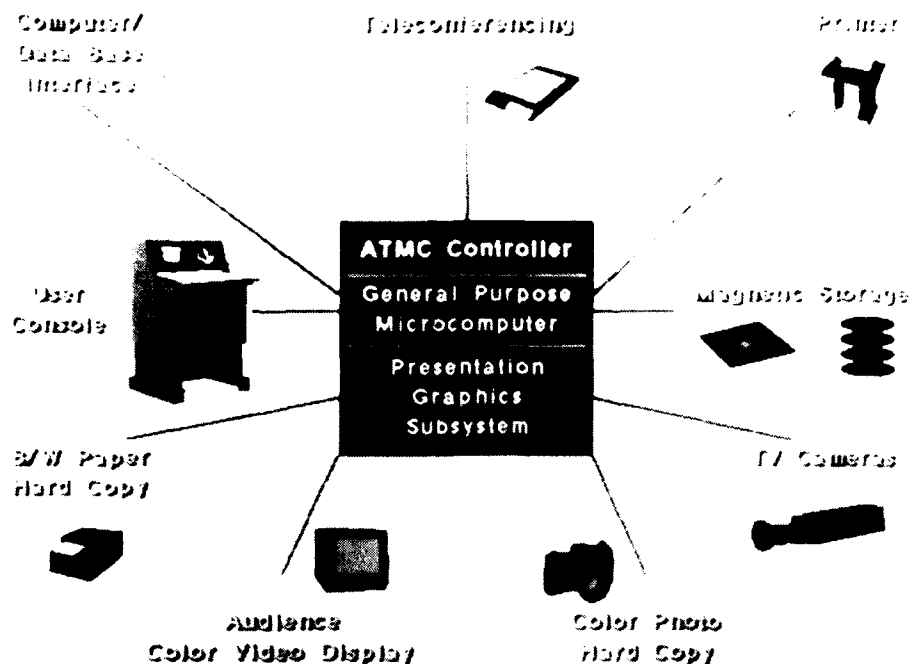 Computer/
Data Base
Interface
Teleconferencing
Printer
ATMC Controller
General Purpose
Microcomputer
Presentation
Graphics
Subsystem
User
Console
Magnetic Storage
B/W Paper
Hard Copy
TV Cameras
Audience
Color Video Display
Color Photo
Hard Copy